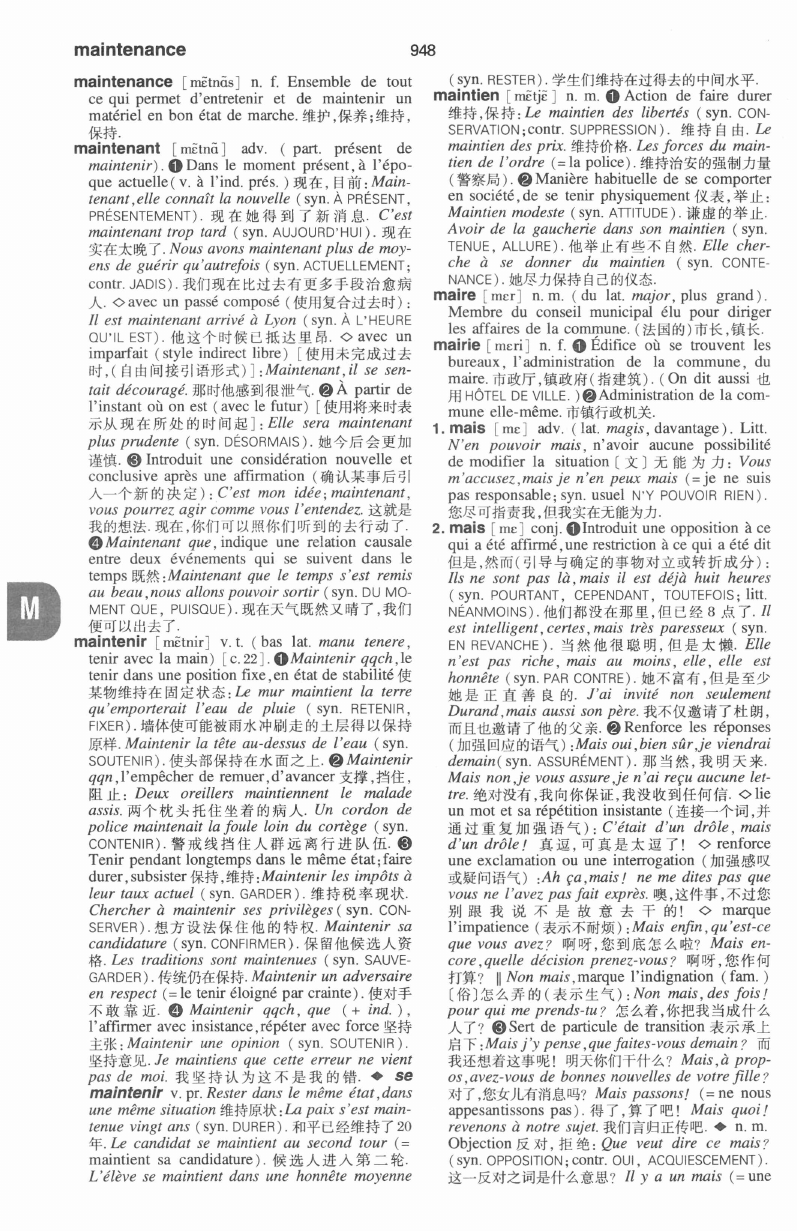 maintenance
948
maintenance [mɛ̃tnɑ̃s] n. f. Ensemble de tout
ce qui permet d'entretenir et de maintenir un
matériel en bon état de marche. 维护,保养;维持,
保持.
maintenant [mɛ̃tnɑ̃] adv. ( part. présent de
maintenir). ❶ Dans le moment présent, à l'épo-
que actuelle ( v. à l'ind. prés. ) 现在, 目前: Main-
tenant, elle connaît la nouvelle ( syn. À PRÉSENT,
PRÉSENTEMENT). 现在她得到了新消息. C'est
maintenant trop tard ( syn. AUJOURD'HUI). 现在
实在太晚了. Nous avons maintenant plus de moy-
ens de guérir qu'autrefois ( syn. ACTUELLEMENT;
contr. JADIS). 我们现在比过去有更多手段治愈病
人. ◇ avec un passé composé (使用复合过去时):
Il est maintenant arrivé à Lyon ( syn. À L'HEURE
QU'IL EST). 他这个时候已抵达里昂. ◇ avec un
imparfait ( style indirect libre) [使用未完成过去
时,(自由间接引语形式)]: Maintenant, il se sen-
tait découragé. 那时他感到很泄气. ❷ À partir de
l'instant où on est ( avec le futur) [使用将来时表
示从现在所处的时间起]: Elle sera maintenant
plus prudente ( syn. DÉSORMAIS). 她今后会更加
谨慎. ❸ Introduit une considération nouvelle et
conclusive après une affirmation (确认某事后引
入一个新的决定): C'est mon idée; maintenant,
vous pourrez agir comme vous l'entendez. 这就是
我的想法. 现在,你们可以照你们听到的去行动了.
❹ Maintenant que, indique une relation causale
entre deux événements qui se suivent dans le
temps 既然: Maintenant que le temps s'est remis
au beau, nous allons pouvoir sortir ( syn. DU MO-
MENT QUE, PUISQUE). 现在天气既然又晴了,我们
便可以出去了.
M
maintenir [mɛ̃tnir] v. t. ( bas lat. manu tenere,
tenir avec la main) [c. 22]. ❶ Maintenir qqch, le
tenir dans une position fixe, en état de stabilité 使
某物维持在固定状态: Le mur maintient la terre
qu'emporterait l'eau de pluie ( syn. RETENIR,
FIXER). 墙体使可能被雨水冲刷走的土层得以保持
原样. Maintenir la tête au-dessus de l'eau ( syn.
SOUTENIR). 使头部保持在水面之上. ❷ Maintenir
qqn, l'empêcher de remuer, d'avancer 支撑,挡住,
阻止: Deux oreillers maintiennent le malade
assis. 两个枕头托住坐着的病人. Un cordon de
police maintenait la foule loin du cortège ( syn.
CONTENIR). 警戒线挡住人群远离行进队伍. ❸
Tenir pendant longtemps dans le même état; faire
durer, subsister 保持,维持: Maintenir les impôts à
leur taux actuel ( syn. GARDER). 维持税率现状.
Chercher à maintenir ses privilèges ( syn. CON-
SERVER). 想方设法保住他的特权. Maintenir sa
candidature ( syn. CONFIRMER). 保留他候选人资
格. Les traditions sont maintenues ( syn. SAUVE-
GARDER). 传统仍在保持. Maintenir un adversaire
en respect (= le tenir éloigné par crainte). 使对手
不敢靠近. ❹ Maintenir qqch, que ( + ind. ),
l'affirmer avec insistance, répéter avec force 坚持
主张: Maintenir une opinion ( syn. SOUTENIR).
坚持意见. Je maintiens que cette erreur ne vient
pas de moi. 我坚持认为这不是我的错. ◆ se
maintenir v. pr. Rester dans le même état, dans
une même situation 维持原状: La paix s'est main-
tenue vingt ans ( syn. DURER). 和平已经维持了 20
年. Le candidat se maintient au second tour ( =
maintient sa candidature). 候选人进入第二轮.
L'élève se maintient dans une honnête moyenne
( syn. RESTER). 学生们维持在过得去的中间水平.
maintien [mɛ̃tjɛ̃] n. m. ❶ Action de faire durer
维持,保持: Le maintien des libertés ( syn. CON-
SERVATION; contr. SUPPRESSION). 维持自由. Le
maintien des prix. 维持价格. Les forces du main-
tien de l'ordre (= la police). 维持治安的强制力量
(警察局). ❷ Manière habituelle de se comporter
en société, de se tenir physiquement 仪表,举止:
Maintien modeste ( syn. ATTITUDE). 谦虚的举止.
Avoir de la gaucherie dans son maintien ( syn.
TENUE, ALLURE). 他举止有些不自然. Elle cher-
che à se donner du maintien ( syn. CONTE-
NANCE). 她尽力保持自己的仪态.
maire [mɛr] n. m. ( du lat. major, plus grand).
Membre du conseil municipal élu pour diriger
les affaires de la commune. (法国的)市长,镇长.
mairie [mɛri] n. f. ❶ Édifice où se trouvent les
bureaux, l'administration de la commune, du
maire. 市政厅,镇政府(指建筑). ( On dit aussi 也
用 HÔTEL DE VILLE. ) ❷ Administration de la com-
mune elle-même. 市镇行政机关.
1. mais [mɛ] adv. ( lat. magis, davantage). Litt.
N'en pouvoir mais, n'avoir aucune possibilité
de modifier la situation [文]无能为力: Vous
m'accusez, mais je n'en peux mais (= je ne suis
pas responsable; syn. usuel N'Y POUVOIR RIEN).
您尽可指责我,但我实在无能为力.
2. mais [mɛ] conj. ❶ Introduit une opposition à ce
qui a été affirmé, une restriction à ce qui a été dit
但是,然而(引导与确定的事物对立或转折成分):
Ils ne sont pas là, mais il est déjà huit heures
( syn. POURTANT, CEPENDANT, TOUTEFOIS; litt.
NÉANMOINS). 他们都没在那里,但已经 8 点了. Il
est intelligent, certes, mais très paresseux ( syn.
EN REVANCHE). 当然他很聪明,但是太懒. Elle
n'est pas riche, mais au moins, elle, elle est
honnête ( syn. PAR CONTRE). 她不富有,但是至少
她是正直善良的. J'ai invité non seulement
Durand, mais aussi son père. 我不仅邀请了杜朗,
而且也邀请了他的父亲. ❷ Renforce les réponses
(加强回应的语气): Mais oui, bien sûr, je viendrai
demain ( syn. ASSURÉMENT). 那当然,我明天来.
Mais non, je vous assure, je n'ai reçu aucune let-
tre. 绝对没有,我向你保证,我没收到任何信. ◇ lie
un mot et sa répétition insistante (连接一个词,并
通过重复加强语气): C'était d'un drôle, mais
d'un drôle! 真逗,可真是太逗了! ◇ renforce
une exclamation ou une interrogation (加强感叹
或疑问语气): Ah ça, mais! ne me dites pas que
vous ne l'avez pas fait exprès. 噢,这件事,不过您
别跟我说不是故意去干的! ◇ marque
l'impatience (表示不耐烦): Mais enfin, qu'est-ce
que vous avez? 啊呀,您到底怎么啦? Mais en-
core, quelle décision prenez-vous? 啊呀,您作何
打算? ‖ Non mais, marque l'indignation ( fam. )
[俗]怎么弄的(表示生气): Non mais, des fois!
pour qui me prends-tu? 怎么着,你把我当成什么
人了? ❸ Sert de particule de transition 表示承上
启下: Mais j'y pense, que faites-vous demain? 而
我还想着这事呢! 明天你们干什么? Mais, à prop-
os, avez-vous de bonnes nouvelles de votre fille?
对了,您女儿有消息吗? Mais passons! (= ne nous
appesantissons pas). 得了,算了吧! Mais quoi!
revenons à notre sujet. 我们言归正传吧. ◆ n. m.
Objection 反对,拒绝: Que veut dire ce mais?
( syn. OPPOSITION; contr. OUI, ACQUIESCEMENT).
这一反对之词是什么意思? Il y a un mais (= une